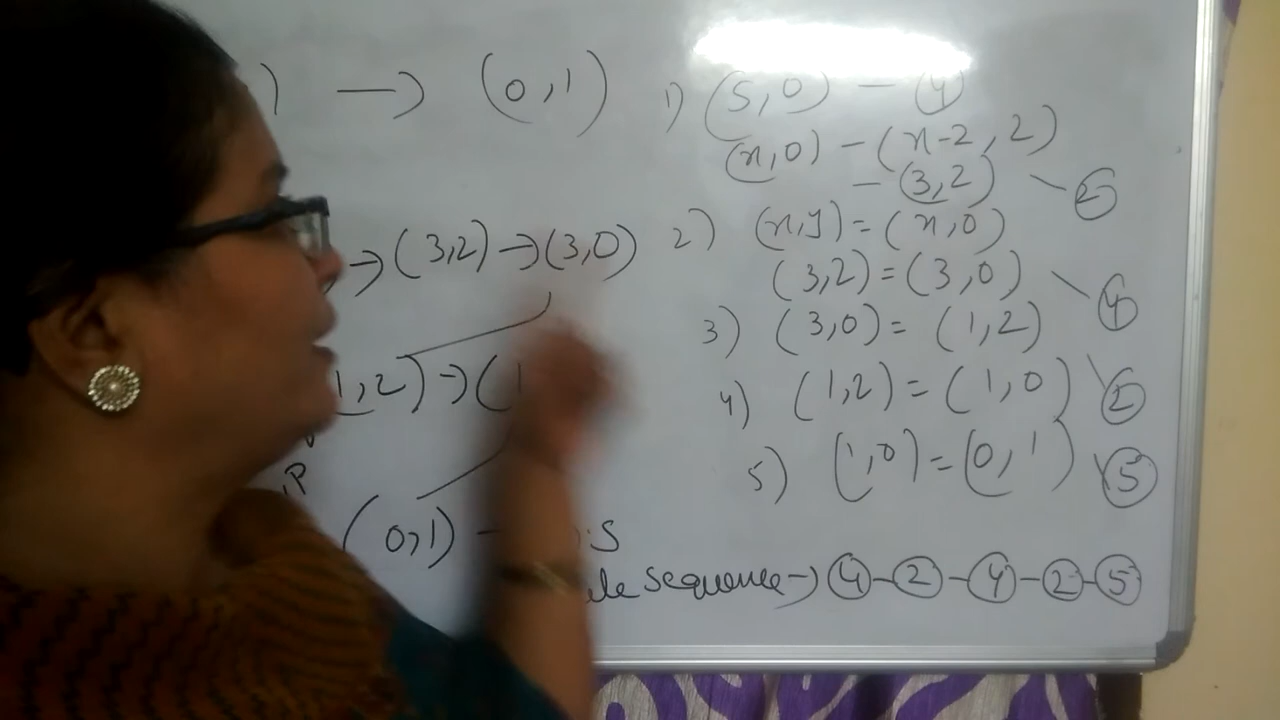 ) → (0,1) 1) (5,0) - ④
(x,0) - (x-2, 2)
- (3,2) - ②
→ (3,2) → (3,0) 2) (x,y) = (x,0)
(3,2) = (3,0) - ④
3) (3,0) = (1,2)
1,2) → (1 4) (1,2) = (1,0) ②
5) (1,0) = (0,1) ⑤
(0,1) - :S
le sequence → ④-②-④-②-⑤